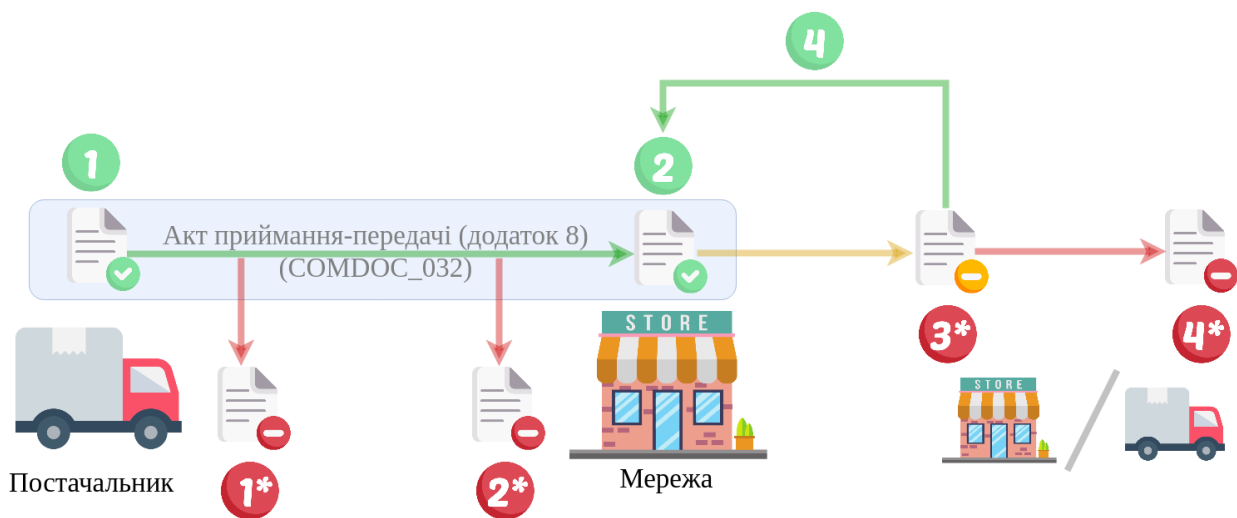 4
1
2
Акт приймання-передачі (додаток 8)
(COMDOC_032)
STORE
3*
4*
STORE
Постачальник
1*
2*
Мережа